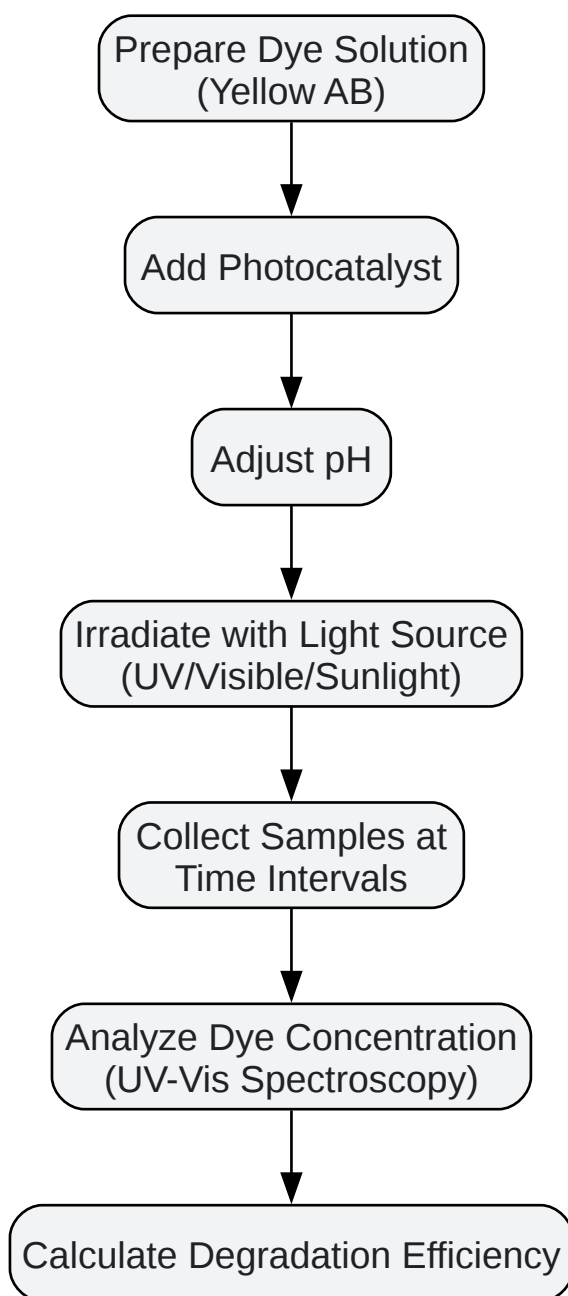 Prepare Dye Solution
(Yellow AB)
Add Photocatalyst
Adjust pH
Irradiate with Light Source
(UV/Visible/Sunlight)
Collect Samples at
Time Intervals
Analyze Dye Concentration
(UV-Vis Spectroscopy)
Calculate Degradation Efficiency